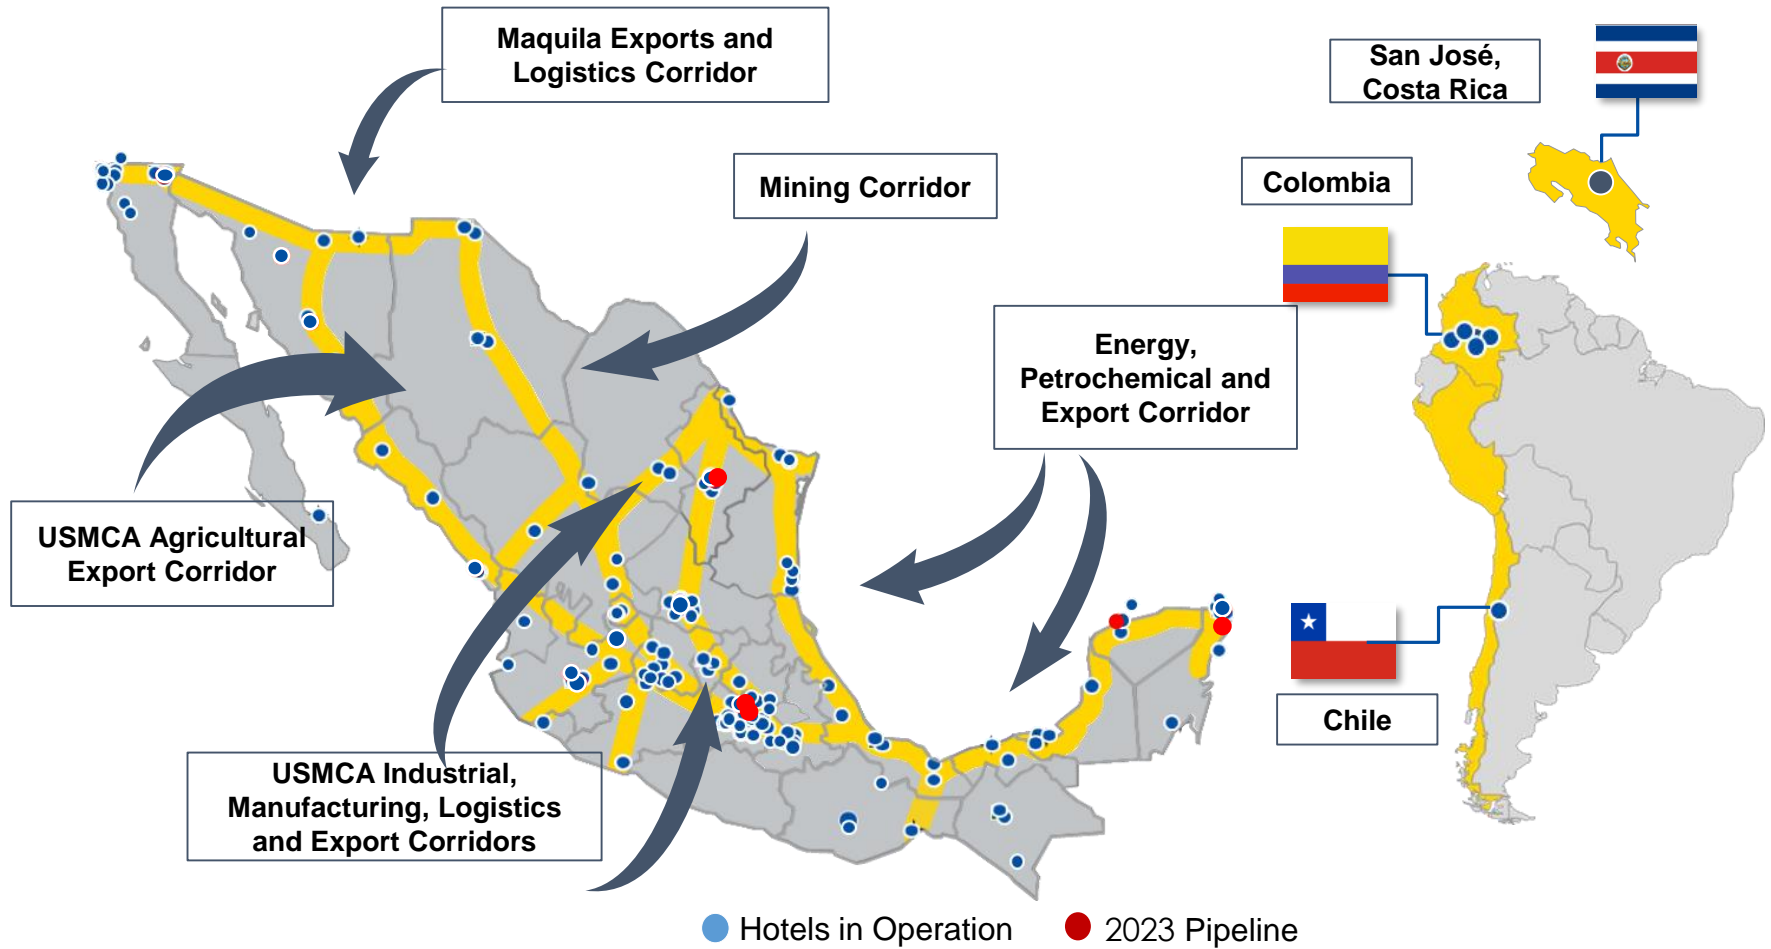 Maquila Exports and
Logistics Corridor
San José,
Costa Rica
Mining Corridor
Colombia
Energy,
Petrochemical and
Export Corridor
USMCA Agricultural
Export Corridor
Chile
USMCA Industrial,
Manufacturing, Logistics
and Export Corridors
Hotels in Operation
2023 Pipeline